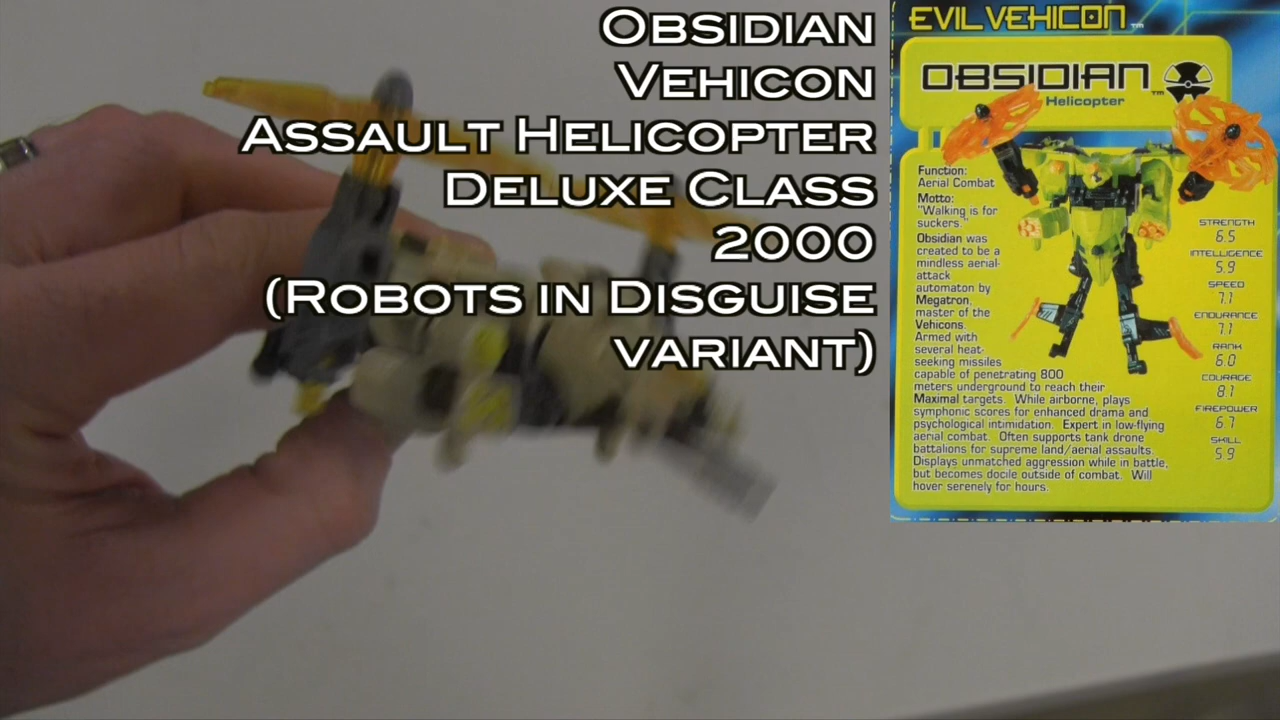 OBSIDIAN
VEHICON
ASSAULT HELICOPTER
DELUXE CLASS
2000
(ROBOTS IN DISGUISE
VARIANT)
EVIL VEHICON™
OBSIDIAN™
Helicopter
Function:
Aerial Combat
Motto:
"Walking is for
suckers."
Obsidian was
created to be a
mindless aerial-
attack
automaton by
Megatron,
master of the
Vehicons.
Armed with
several heat-
seeking missiles
capable of penetrating 800
meters underground to reach their
Maximal targets. While airborne, plays
symphonic scores for enhanced drama and
psychological intimidation. Expert in low-flying
aerial combat. Often supports tank drone
battalions for supreme land/aerial assaults.
Displays unmatched aggression while in battle,
but becomes docile outside of combat. Will
hover serenely for hours.
STRENGTH
6.5
INTELLIGENCE
5.9
SPEED
7.1
ENDURANCE
7.1
RANK
6.0
COURAGE
8.1
FIREPOWER
6.7
SKILL
5.9